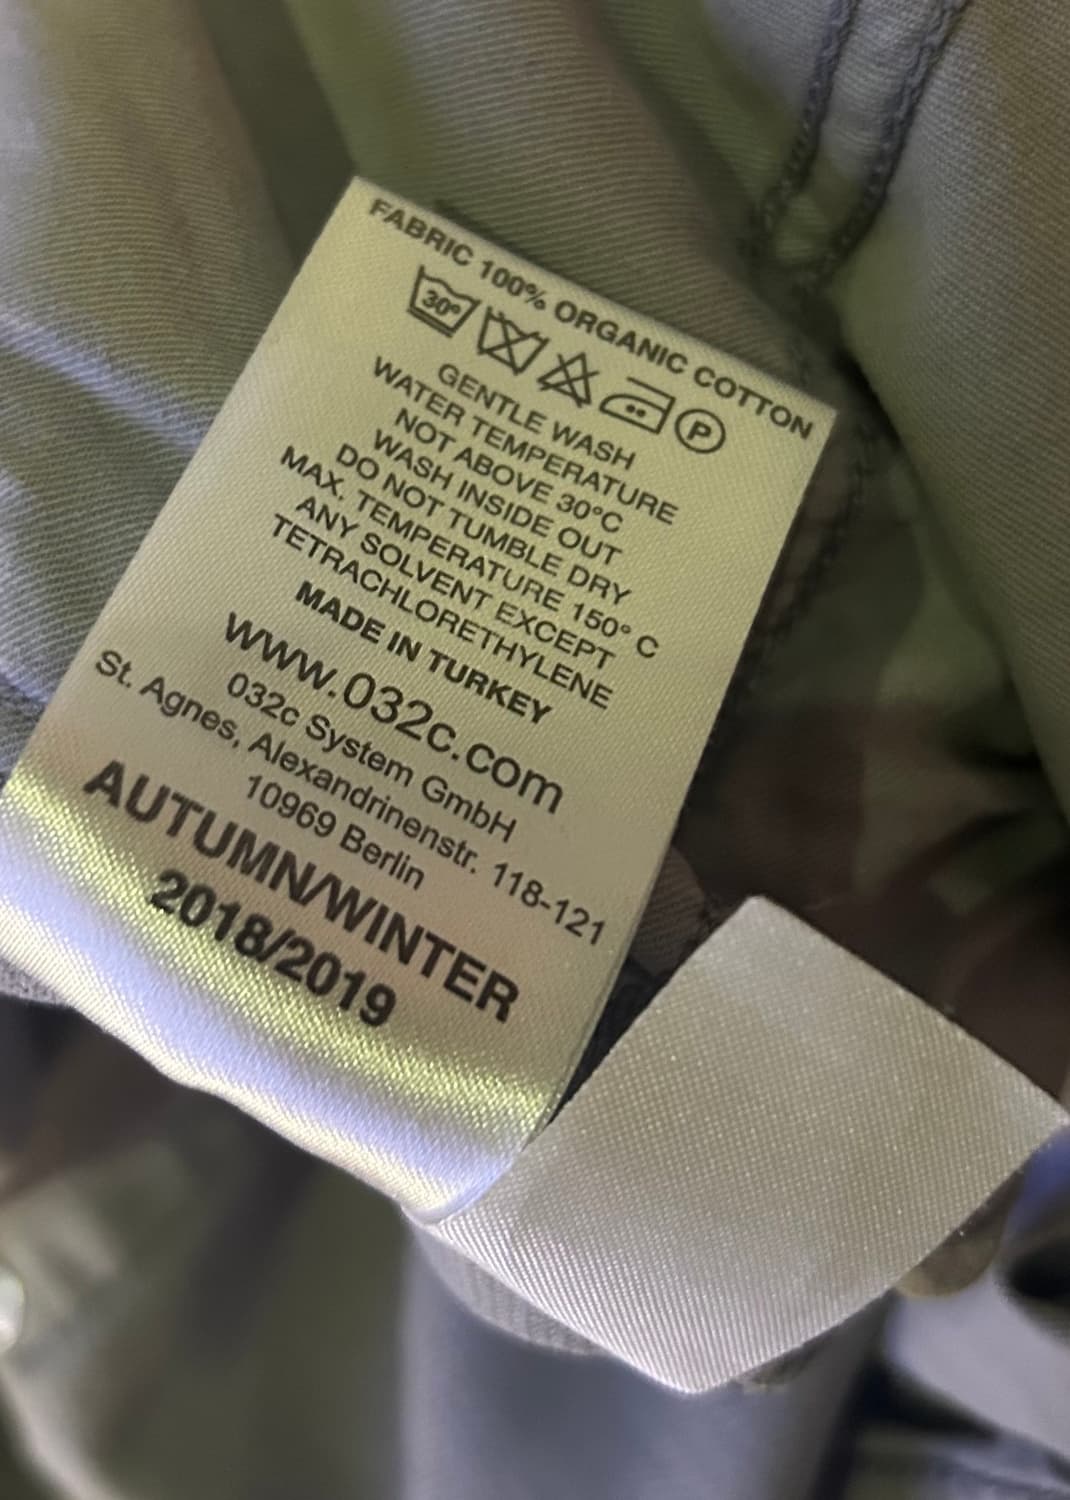 FABRIC 100% ORGANIC COTTON
30°
P
GENTLE WASH
WATER TEMPERATURE
NOT ABOVE 30°C
WASH INSIDE OUT
DO NOT TUMBLE DRY
MAX. TEMPERATURE 150° C
ANY SOLVENT EXCEPT
TETRACHLORETHYLENE
MADE IN TURKEY
www.032c.com
032c System GmbH
St. Agnes, Alexandrinenstr. 118-121
10969 Berlin
AUTUMN/WINTER
2018/2019